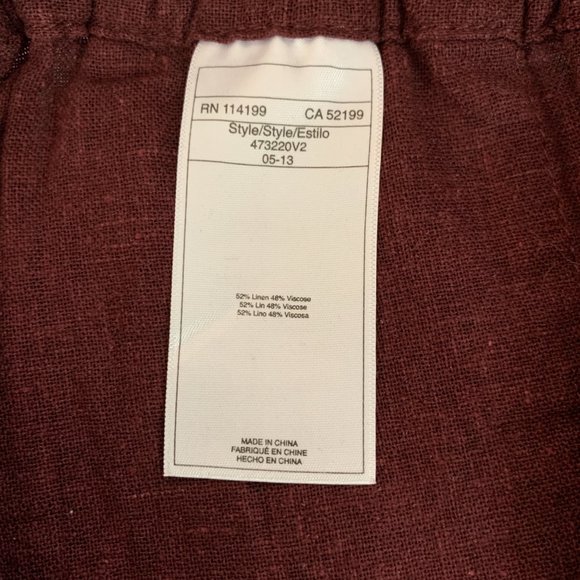 RN 114199 CA 52199
Style/Style/Estilo
473220V2
05-13
52% Linen 48% Viscose
52% Lin 48% Viscose
52% Lino 48% Viscosa
MADE IN CHINA
FABRIQUÉ EN CHINE
HECHO EN CHINA